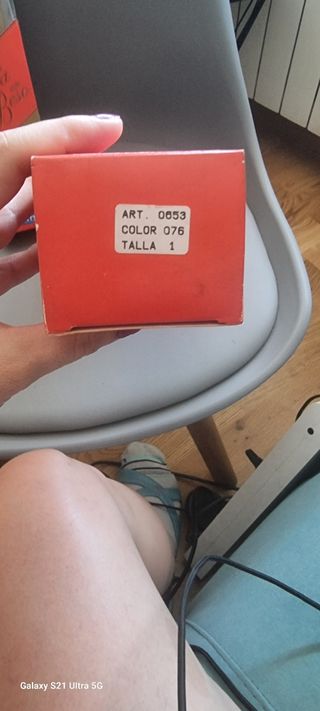 ART. 0653
COLOR 076
TALLA 1
Galaxy S21 Ultra 5G